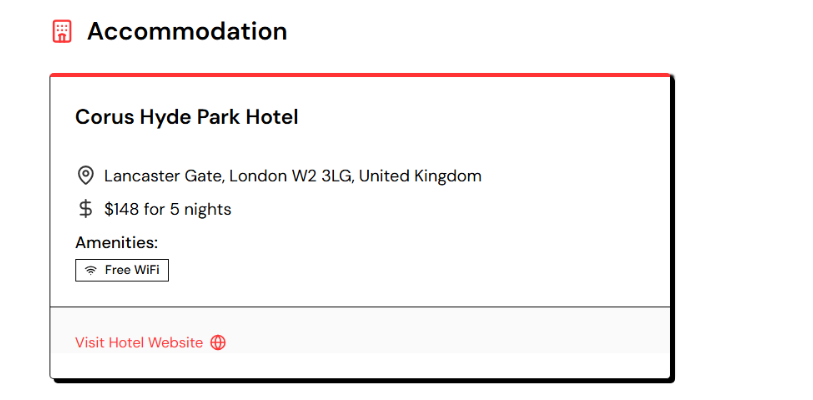 Accommodation
Corus Hyde Park Hotel
Lancaster Gate, London W2 3LG, United Kingdom
$148 for 5 nights
Amenities:
Free WiFi
Visit Hotel Website